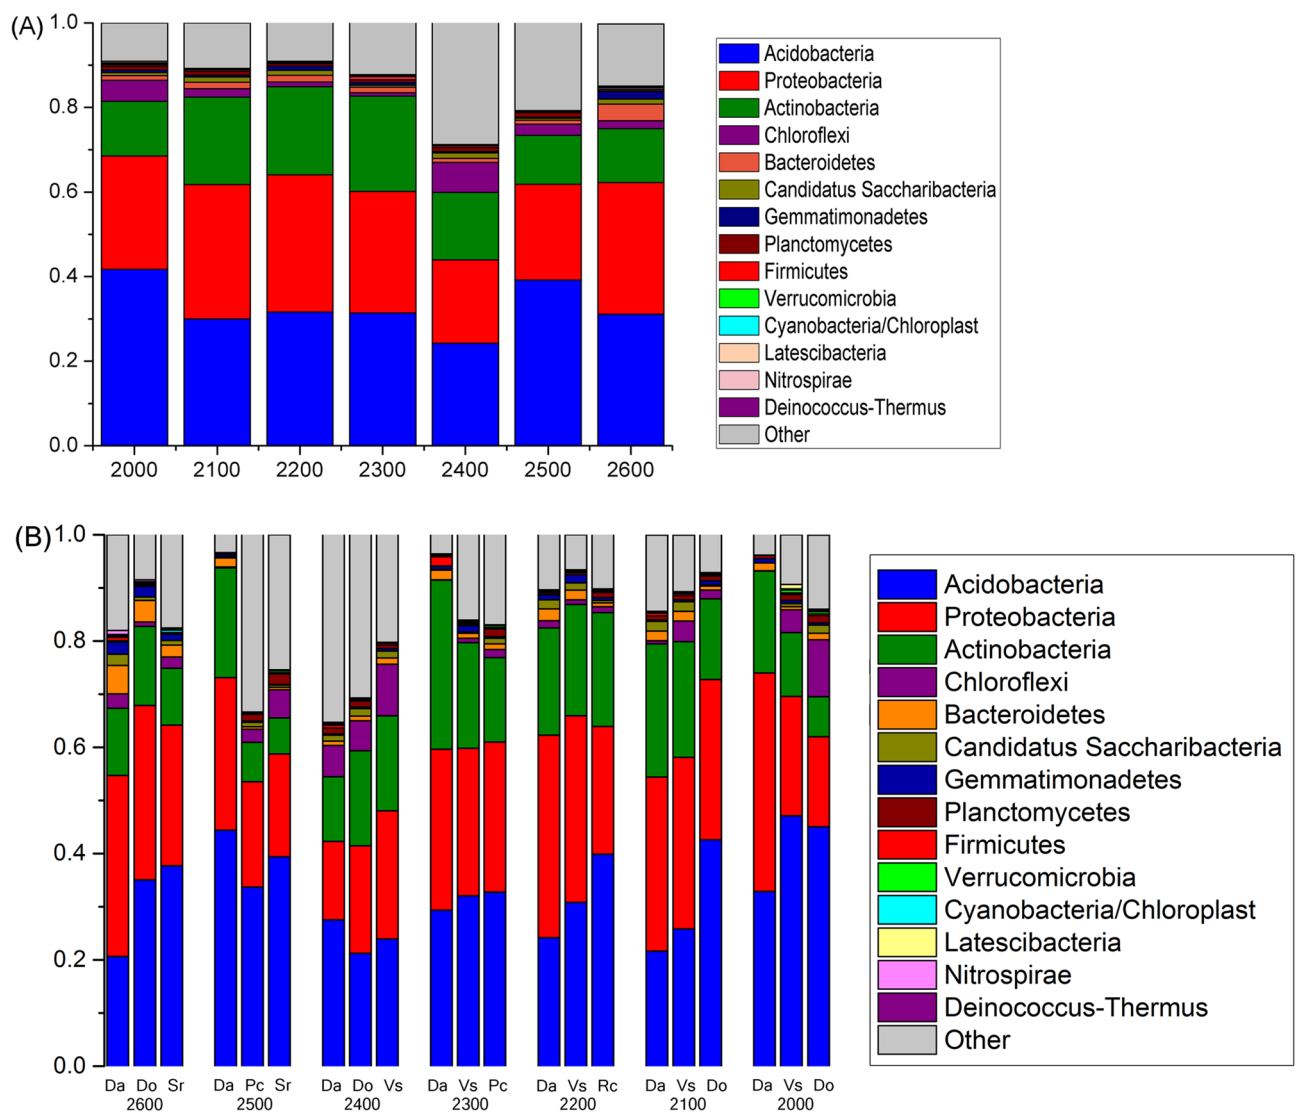 (A)
1.0
0.8
0.6
0.4
0.2
0.0
2000 2100 2200 2300 2400 2500 2600
Acidobacteria
Proteobacteria
Actinobacteria
Chloroflexi
Bacteroidetes
Candidatus Saccharibacteria
Gemmatimonadetes
Planctomycetes
Firmicutes
Verrucomicrobia
Cyanobacteria/Chloroplast
Latescibacteria
Nitrospirae
Deinococcus-Thermus
Other
(B)
1.0
0.8
0.6
0.4
0.2
0.0
Da Do Sr Da Pc Sr Da Do Vs Da Vs Pc Da Vs Rc Da Vs Do Da Vs Do
2600 2500 2400 2300 2200 2100 2000
Acidobacteria
Proteobacteria
Actinobacteria
Chloroflexi
Bacteroidetes
Candidatus Saccharibacteria
Gemmatimonadetes
Planctomycetes
Firmicutes
Verrucomicrobia
Cyanobacteria/Chloroplast
Latescibacteria
Nitrospirae
Deinococcus-Thermus
Other